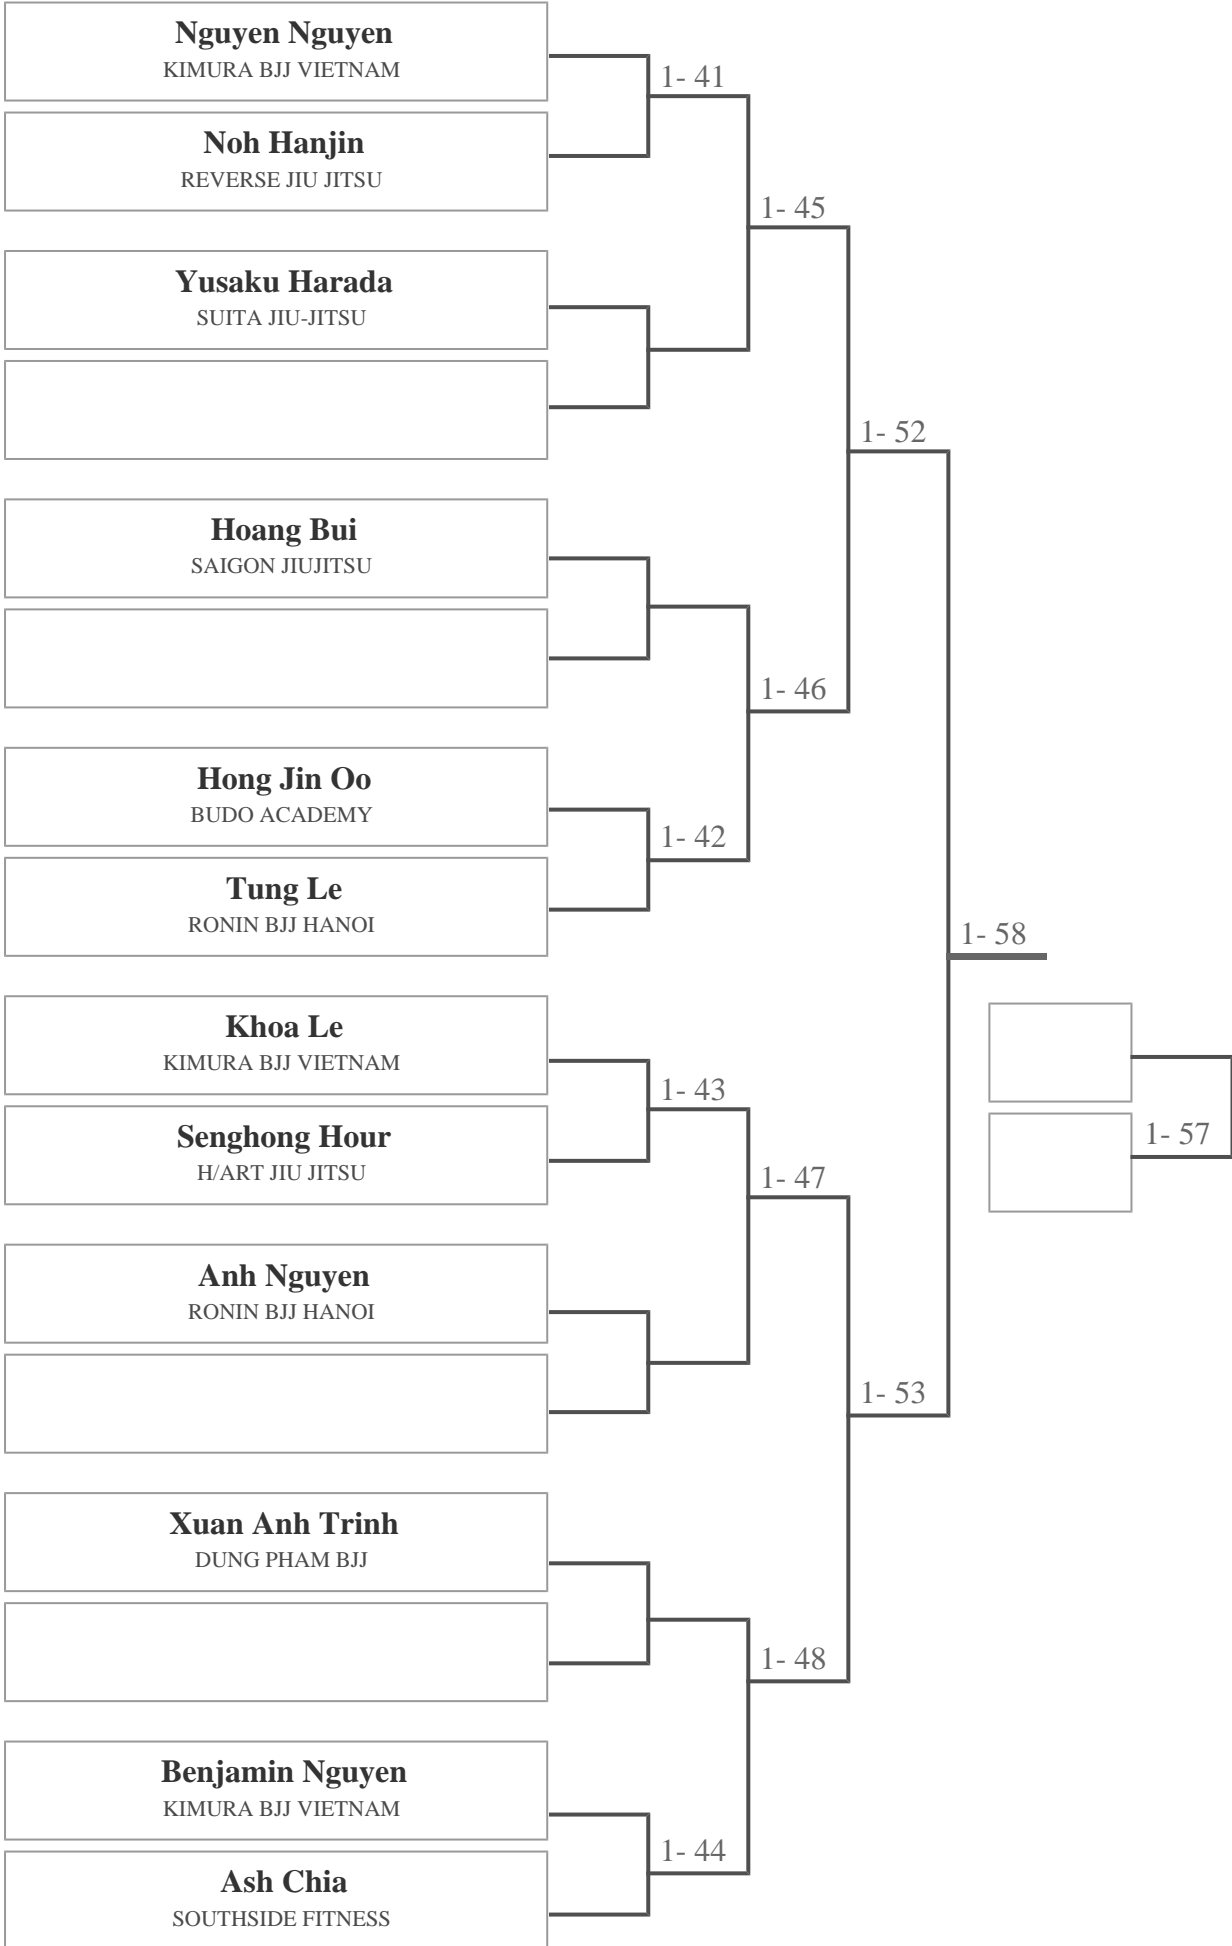 Nguyen Nguyen
KIMURA BJJ VIETNAM
1- 41
Noh Hanjin
REVERSE JIU JITSU
1- 45
Yusaku Harada
SUITA JIU-JITSU
1- 52
Hoang Bui
SAIGON JIUJITSU
1- 46
Hong Jin Oo
BUDO ACADEMY
1- 42
Tung Le
RONIN BJJ HANOI
1- 58
Khoa Le
KIMURA BJJ VIETNAM
1- 43
Senghong Hour
H/ART JIU JITSU
1- 57
1- 47
Anh Nguyen
RONIN BJJ HANOI
1- 53
Xuan Anh Trinh
DUNG PHAM BJJ
1- 48
Benjamin Nguyen
KIMURA BJJ VIETNAM
1- 44
Ash Chia
SOUTHSIDE FITNESS